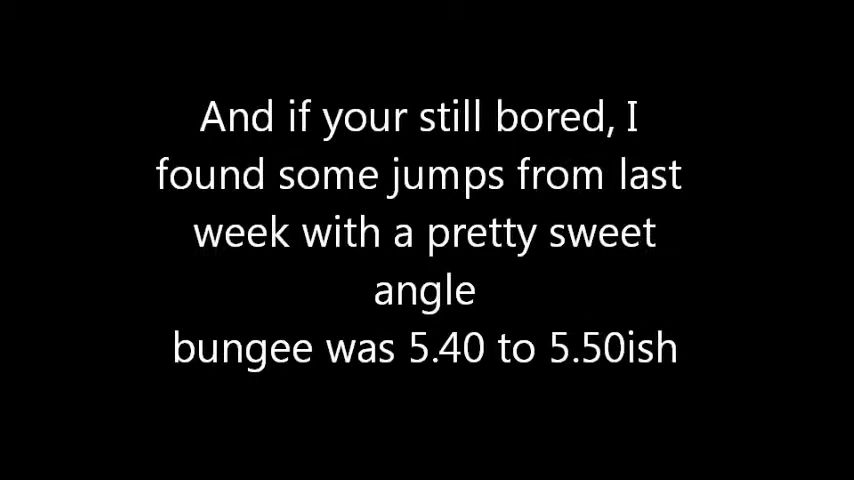 And if your still bored, I
found some jumps from last
week with a pretty sweet
angle
bungee was 5.40 to 5.50ish